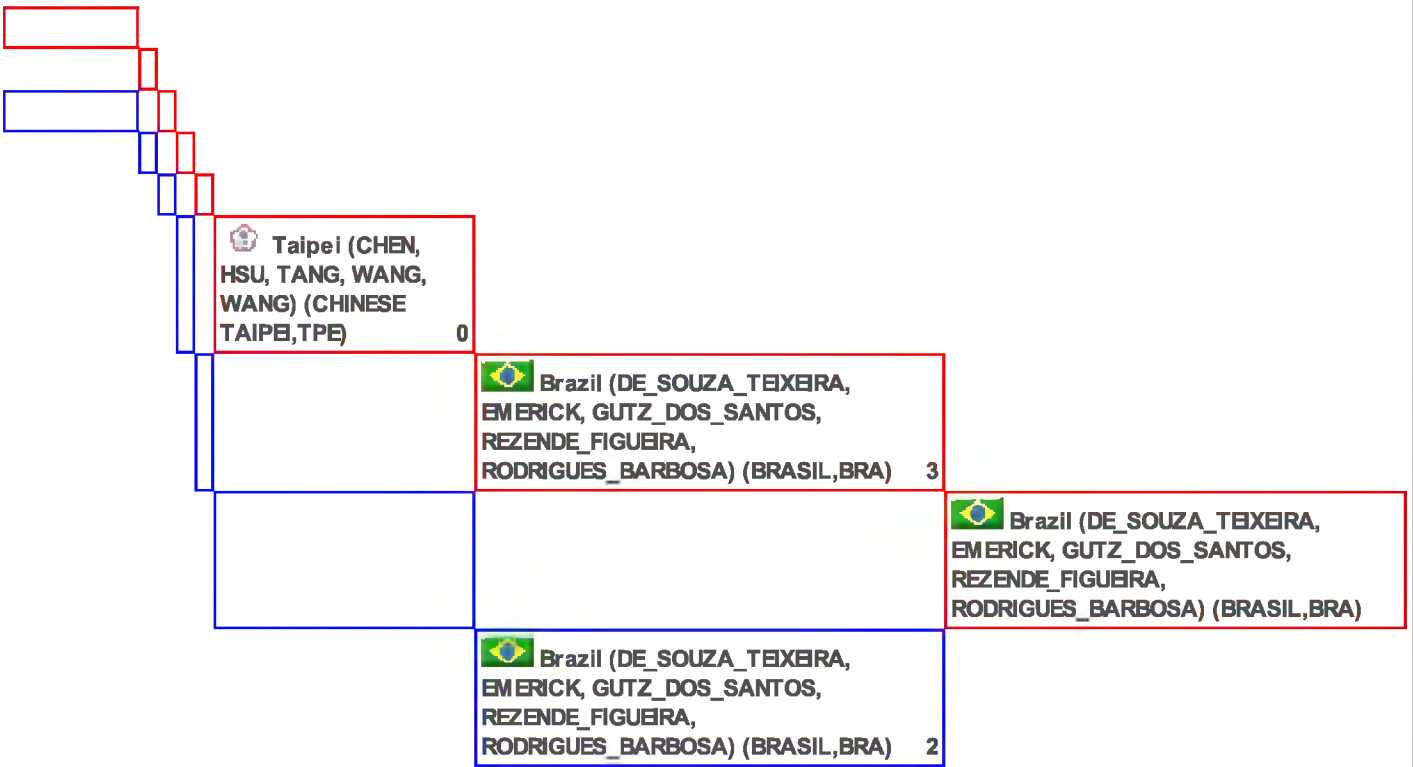 Taipei (CHEN,
HSU, TANG, WANG,
WANG) (CHINESE
TAIPEI,TPE) 0
Brazil (DE_SOUZA_TEIXEIRA,
EMERICK, GUTZ_DOS_SANTOS,
REZENDE_FIGUEIRA,
RODRIGUES_BARBOSA) (BRASIL,BRA) 3
Brazil (DE_SOUZA_TEIXEIRA,
EMERICK, GUTZ_DOS_SANTOS,
REZENDE_FIGUEIRA,
RODRIGUES_BARBOSA) (BRASIL,BRA)
Brazil (DE_SOUZA_TEIXEIRA,
EMERICK, GUTZ_DOS_SANTOS,
REZENDE_FIGUEIRA,
RODRIGUES_BARBOSA) (BRASIL,BRA) 2